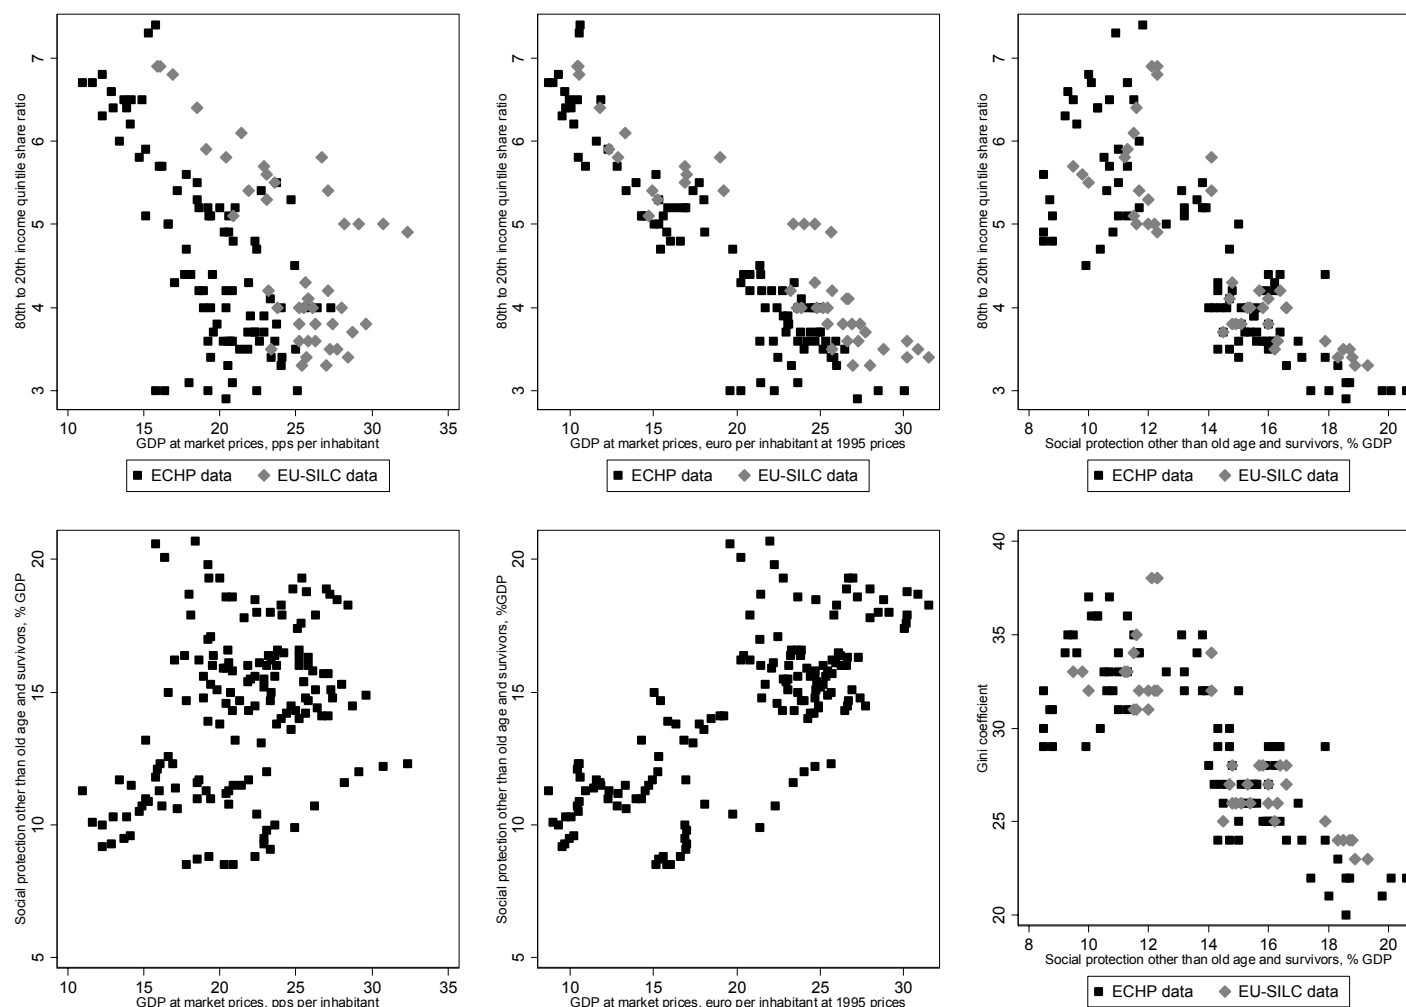 80th to 20th income quintile share ratio
7
6
5
4
3
10 15 20 25 30 35
GDP at market prices, pps per inhabitant
ECHP data EU-SILC data
80th to 20th income quintile share ratio
7
6
5
4
3
10 15 20 25 30
GDP at market prices, euro per inhabitant at 1995 prices
ECHP data EU-SILC data
80th to 20th income quintile share ratio
7
6
5
4
3
8 10 12 14 16 18 20
Social protection other than old age and survivors, % GDP
ECHP data EU-SILC data
Social protection other than old age and survivors, % GDP
20
15
10
5
10 15 20 25 30 35
GDP at market prices, pps per inhabitant
Social protection other than old age and survivors, %GDP
20
15
10
5
10 15 20 25 30
GDP at market prices, euro per inhabitant at 1995 prices
Gini coefficient
40
35
30
25
20
8 10 12 14 16 18 20
Social protection other than old age and survivors, % GDP
ECHP data EU-SILC data